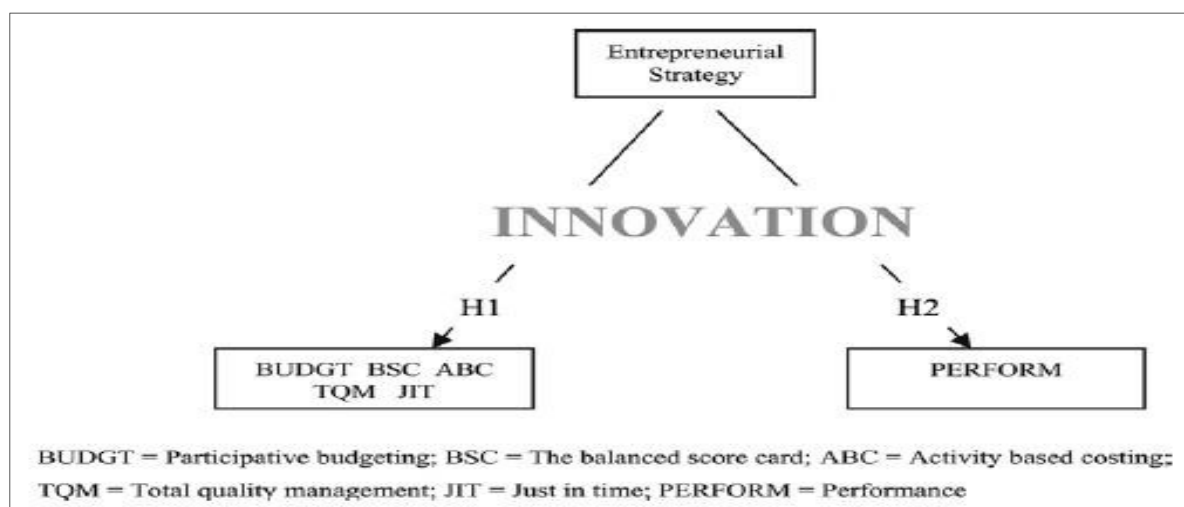 Entrepreneurial
Strategy
INNOVATION
H1
H2
BUDGT BSC ABC
TQM JIT
PERFORM
BUDGT = Participative budgeting; BSC = The balanced score card; ABC = Activity based costing;
TQM = Total quality management; JIT = Just in time; PERFORM = Performance